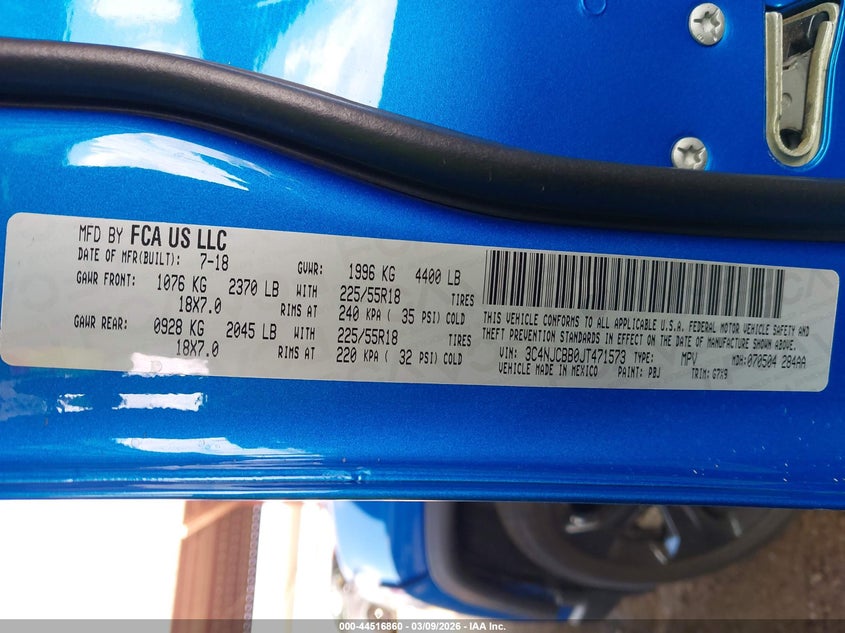 MFD BY FCA US LLC
DATE OF MFR(BUILT): 7-18 GVWR: 1996 KG 4400 LB
GAWR FRONT: 1076 KG 2370 LB WITH 225/55R18 TIRES
18X7.0 RIMS AT 240 KPA ( 35 PSI) COLD
GAWR REAR: 0928 KG 2045 LB WITH 225/55R18 TIRES
18X7.0 RIMS AT 220 KPA ( 32 PSI) COLD
THIS VEHICLE CONFORMS TO ALL APPLICABLE U.S.A. FEDERAL MOTOR VEHICLE SAFETY AND
THEFT PREVENTION STANDARDS IN EFFECT ON THE DATE OF MANUFACTURE SHOWN ABOVE.
VIN: 3C4NJCBB0JT471573 TYPE: MPV MDH:070504 284AA
VEHICLE MADE IN MEXICO PAINT: PBJ TRIM: G7X9
000-44516860 - 03/09/2026 - IAA Inc.